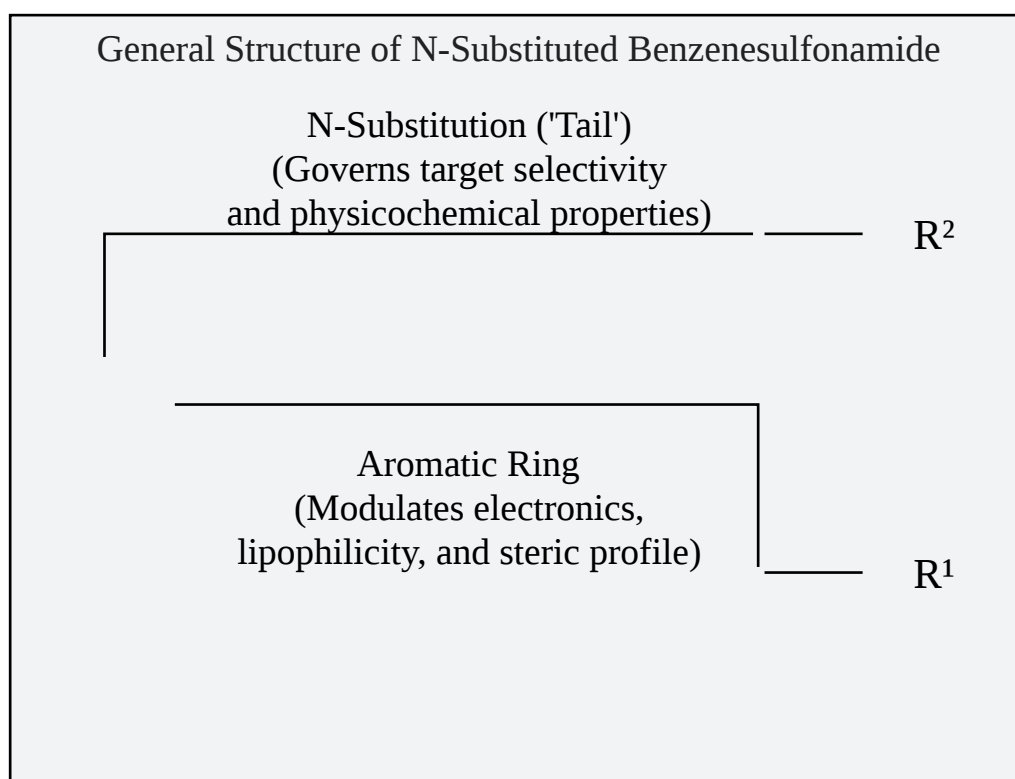 General Structure of N-Substituted Benzenesulfonamide
N-Substitution ('Tail')
(Governs target selectivity
and physicochemical properties)
R²
Aromatic Ring
(Modulates electronics,
lipophilicity, and steric profile)
R¹